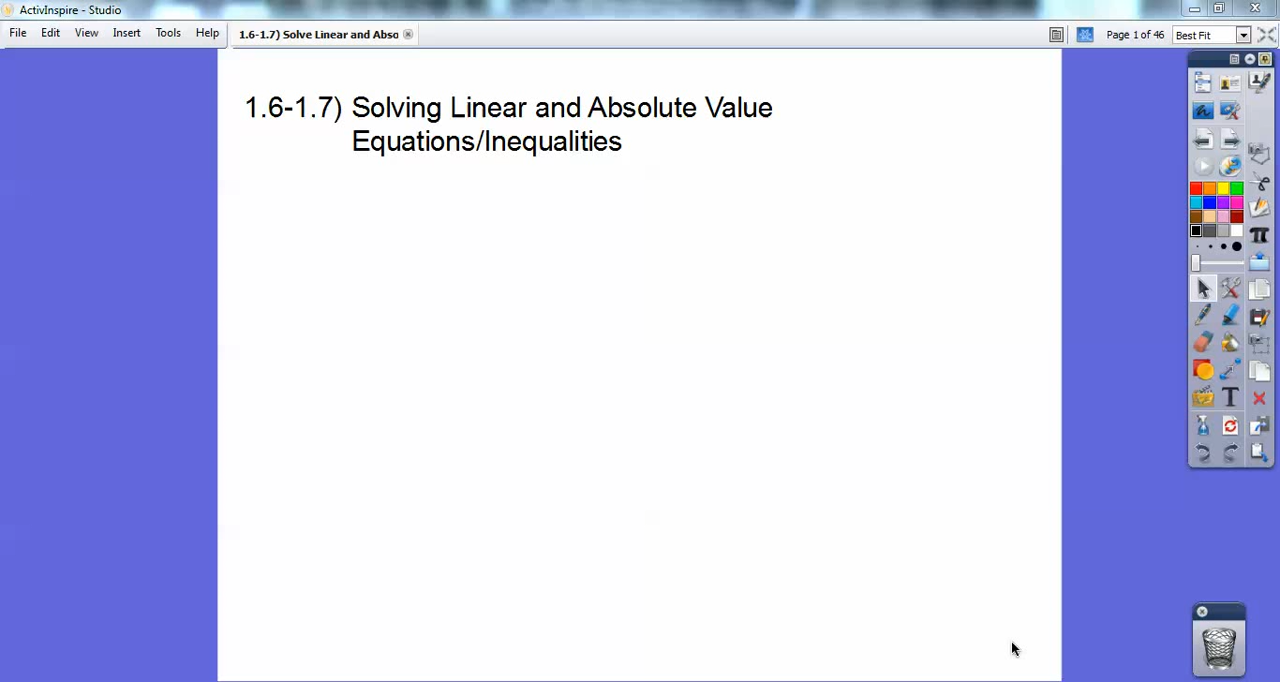 ActivInspire - Studio
File Edit View Insert Tools Help 1.6-1.7) Solve Linear and Abso Page 1 of 46 Best Fit
1.6-1.7) Solving Linear and Absolute Value
Equations/Inequalities